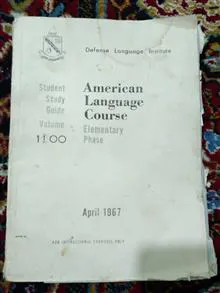 Defense Language Institute
Student
Study
Guide
Volume
1100
American
Language
Course
Elementary
Phase
April 1967
FOR INSTRUCTIONAL PURPOSES ONLY